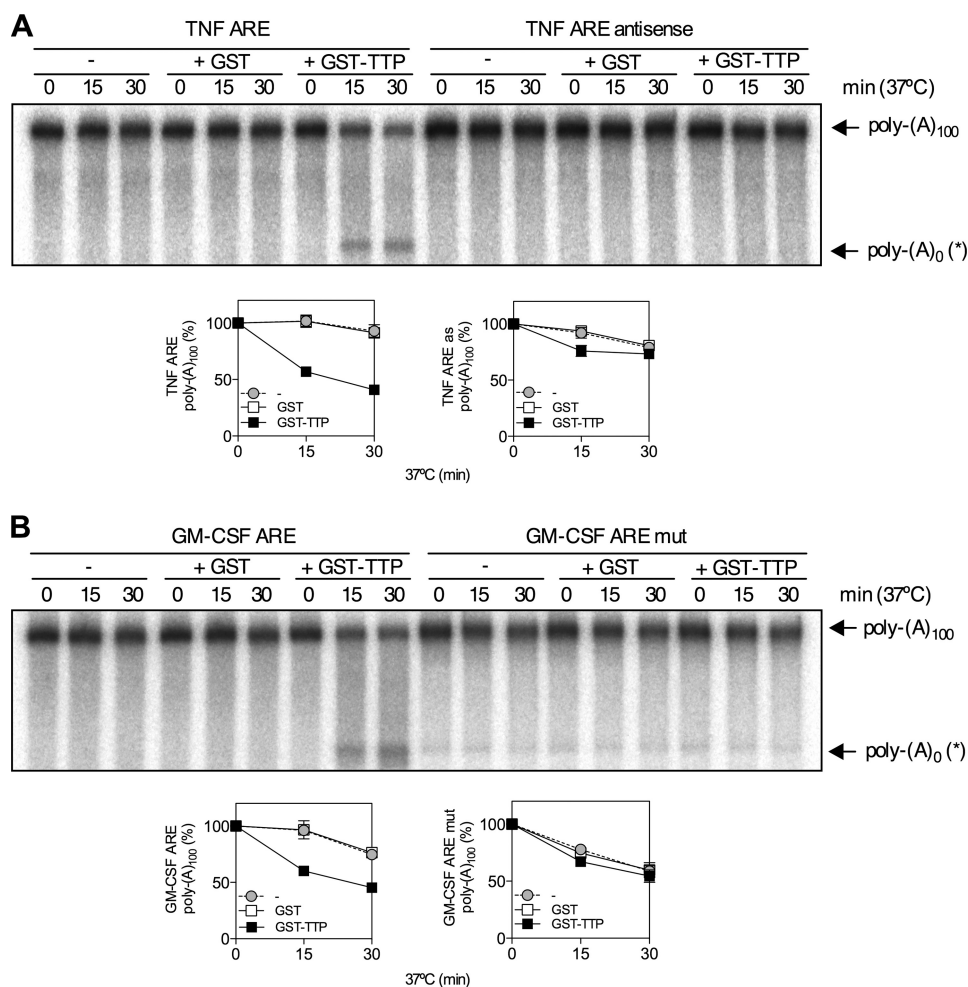 A
TNF ARE TNF ARE antisense
- + GST + GST-TTP - + GST + GST-TTP
0 15 30 0 15 30 0 15 30 0 15 30 0 15 30 0 15 30 min (37ºC)
poly-(A)100
poly-(A)0 (*)
TNF ARE
poly-(A)100 (%)
100
50
0
-
GST
GST-TTP
0 15 30
TNF ARE as
poly-(A)100 (%)
100
50
0
-
GST
GST-TTP
0 15 30
37ºC (min)
B
GM-CSF ARE GM-CSF ARE mut
- + GST + GST-TTP - + GST + GST-TTP
0 15 30 0 15 30 0 15 30 0 15 30 0 15 30 0 15 30 min (37ºC)
poly-(A)100
poly-(A)0 (*)
GM-CSF ARE
poly-(A)100 (%)
100
50
0
-
GST
GST-TTP
0 15 30
GM-CSF ARE mut
poly-(A)100 (%)
100
50
0
-
GST
GST-TTP
0 15 30
37ºC (min)